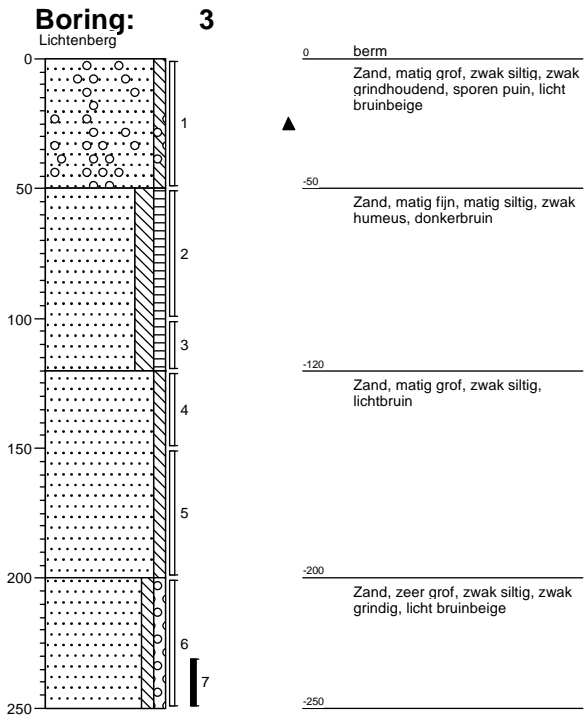 Boring: 3
Lichtenberg
0
50
100
150
200
250
1
2
3
4
5
6
7
0 berm
Zand, matig grof, zwak siltig, zwak
grindhoudend, sporen puin, licht
bruinbeige
-50
Zand, matig fijn, matig siltig, zwak
humeus, donkerbruin
-120
Zand, matig grof, zwak siltig,
lichtbruin
-200
Zand, zeer grof, zwak siltig, zwak
grindig, licht bruinbeige
-250